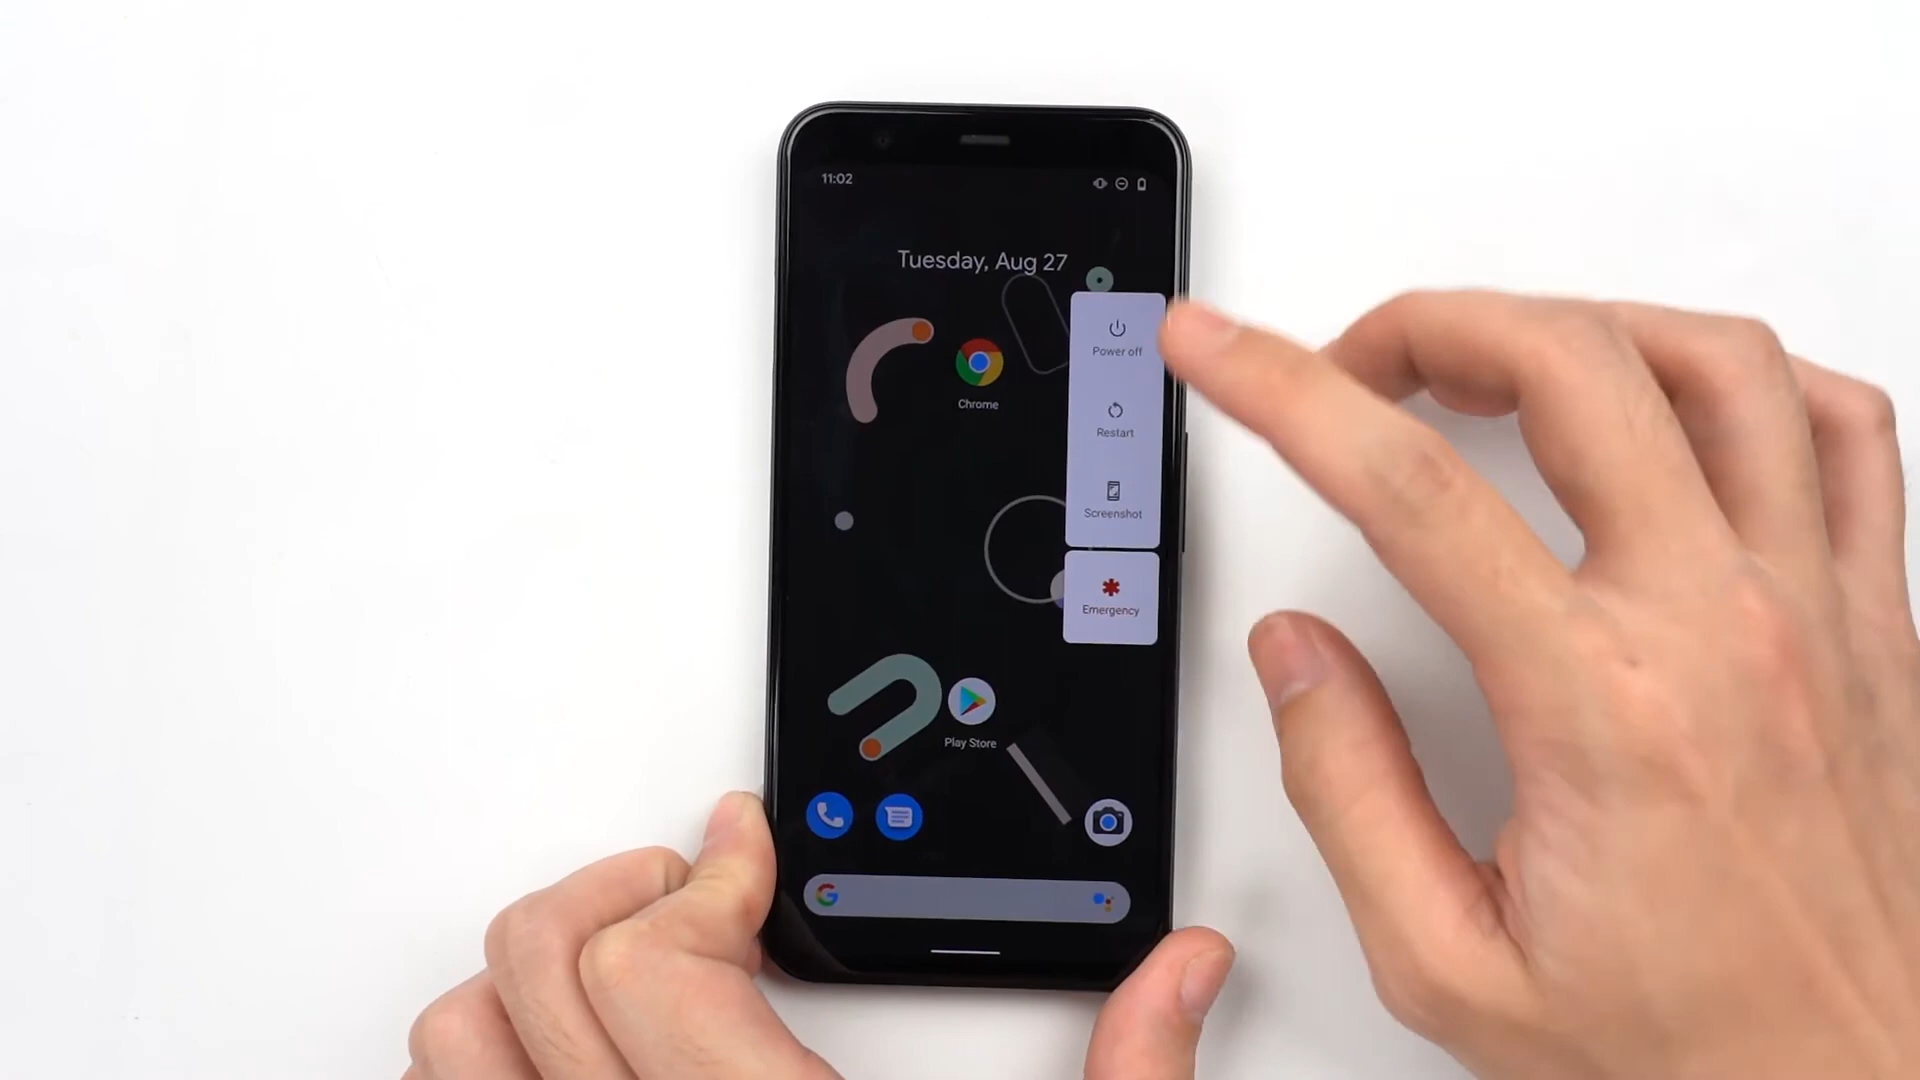 11:02
Tuesday, Aug 27
Power off
Chrome
Restart
Screenshot
Emergency
Play Store
G